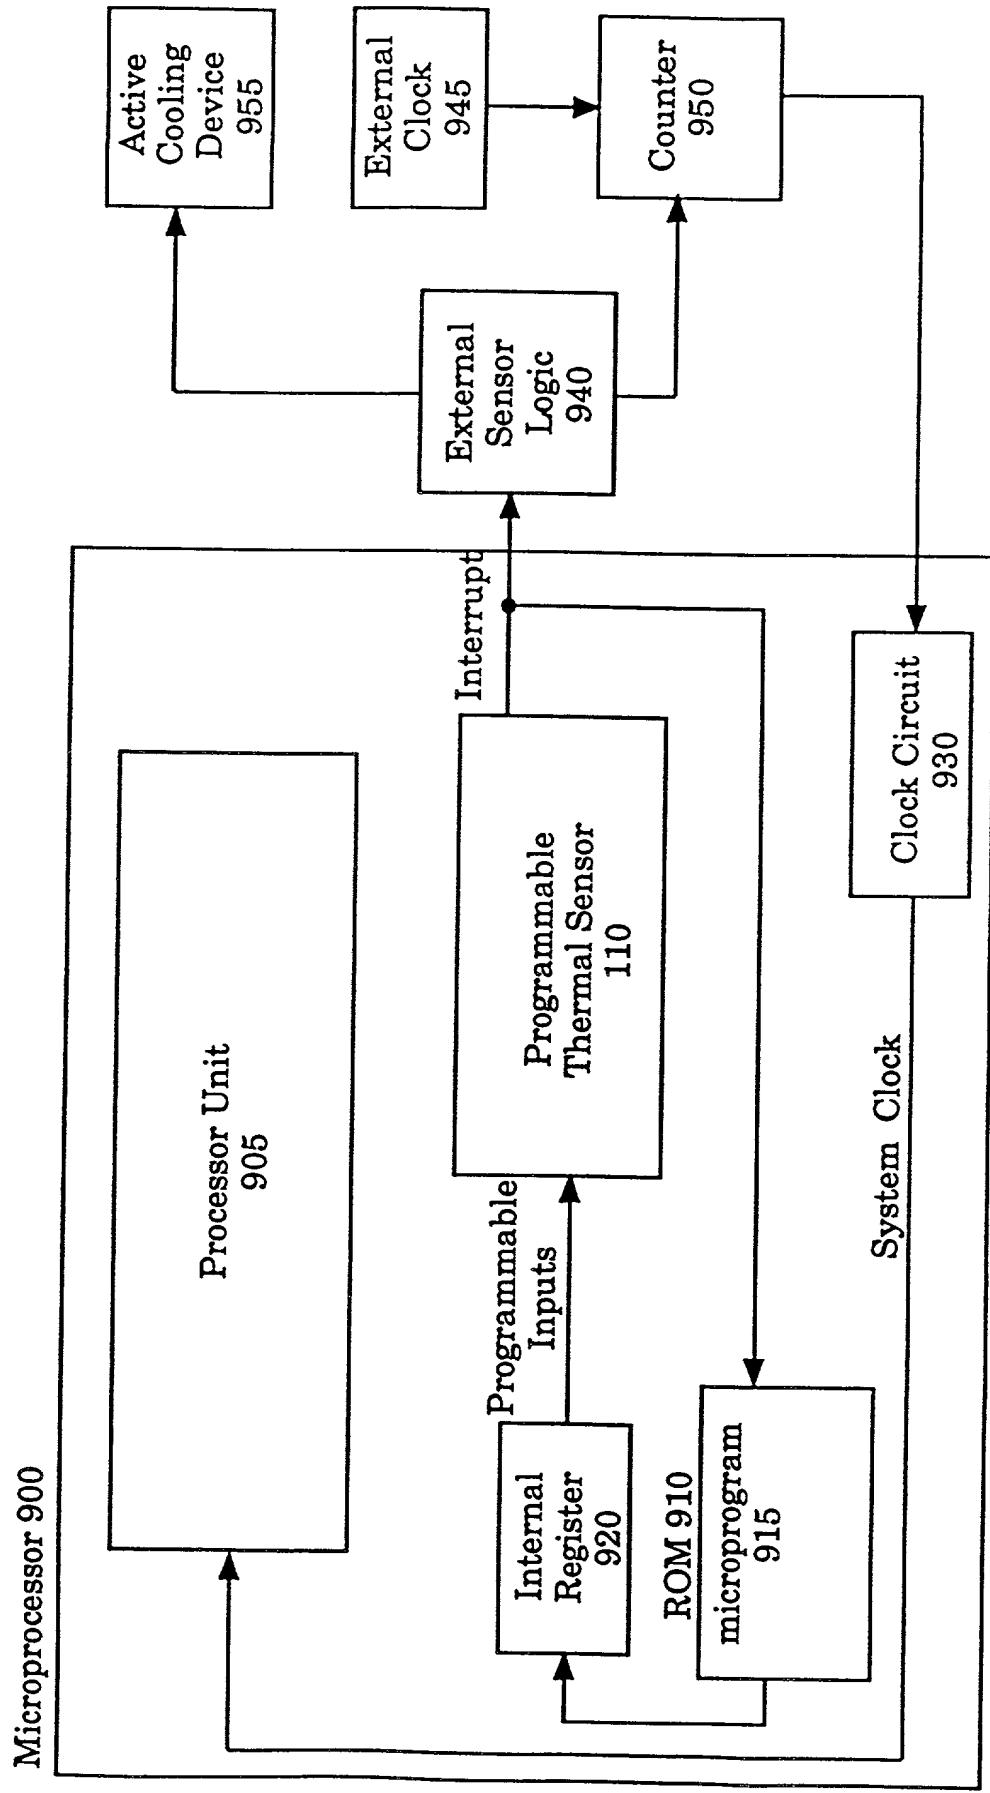 Microprocessor 900
Processor Unit
905
Internal
Register
920
Programmable
Inputs
Programmable
Thermal Sensor
110
Interrupt
ROM 910
microprogram
915
System Clock
Clock Circuit
930
External
Sensor
Logic
940
Active
Cooling
Device
955
External
Clock
945
Counter
950